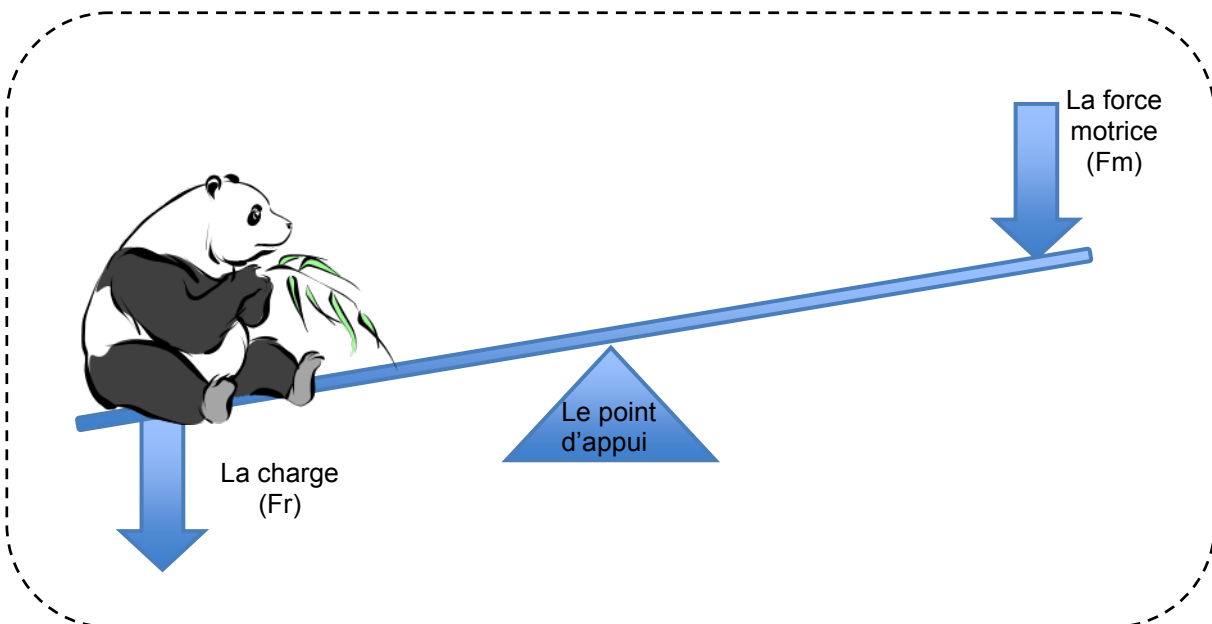 La force
motrice
(Fm)
Le point
d’appui
La charge
(Fr)